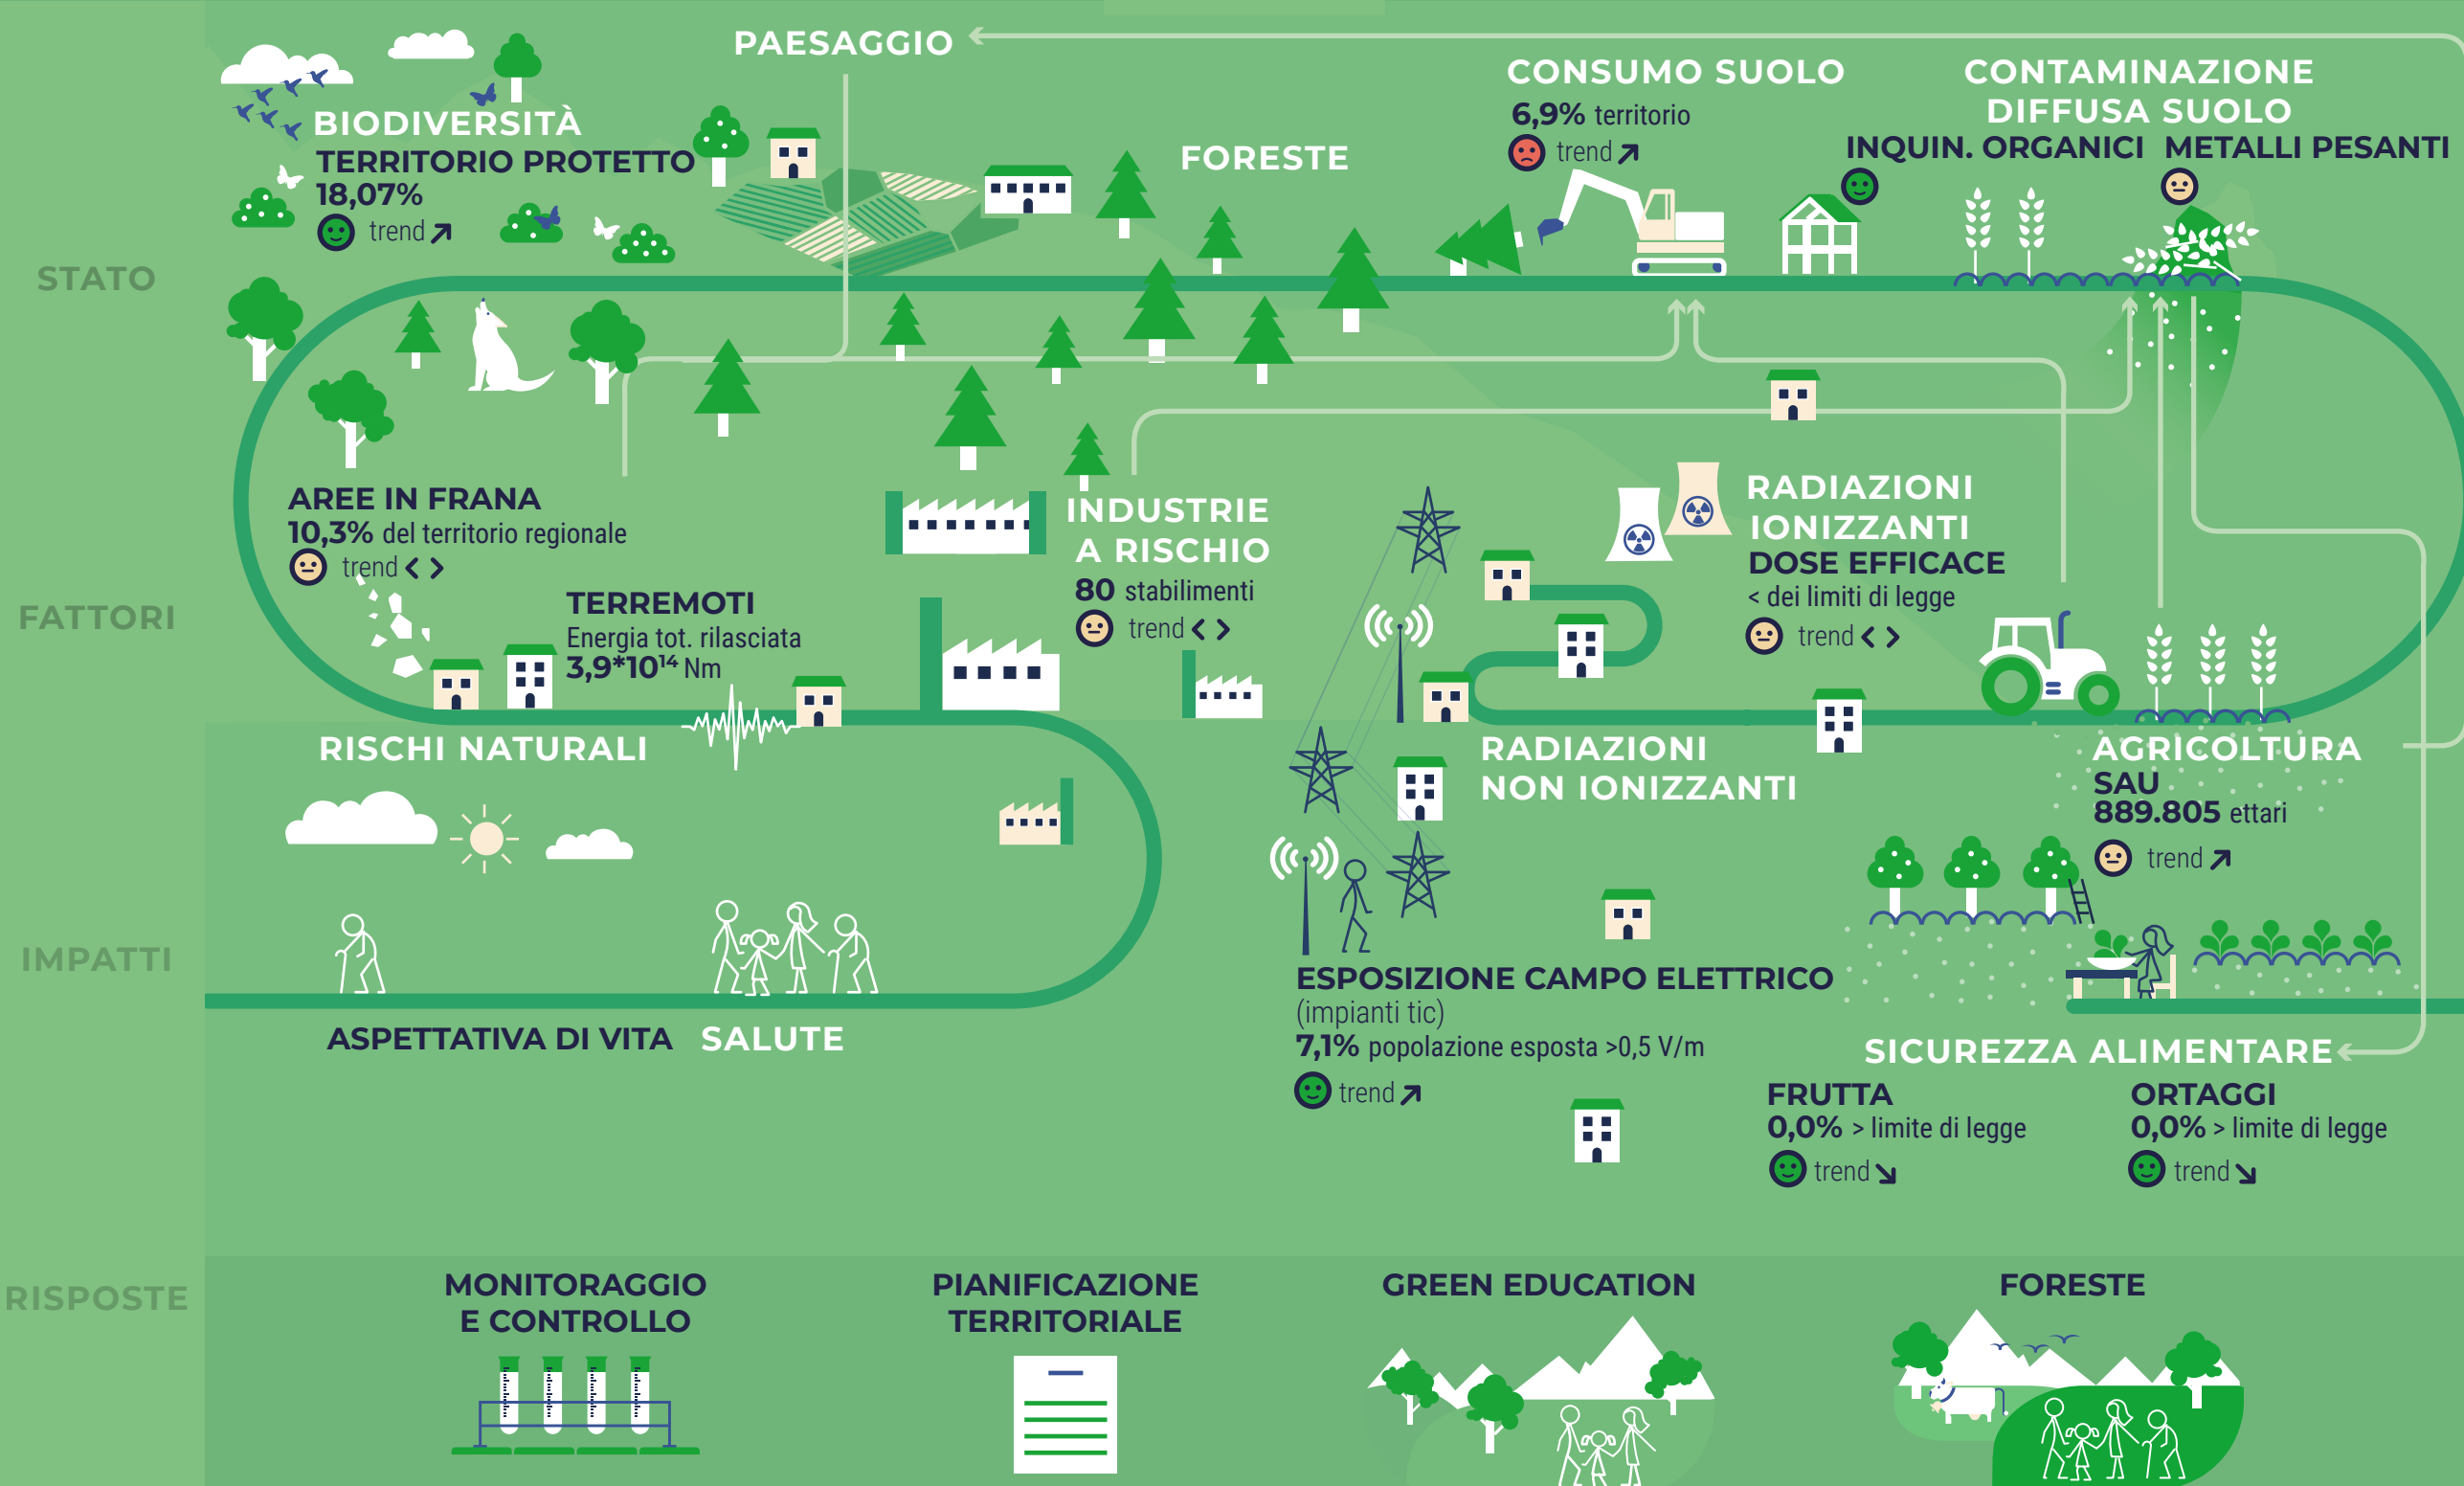 STATO
PAESAGGIO
BIODIVERSITÀ
TERRITORIO PROTETTO
18,07%
trend
FORESTE
CONSUMO SUOLO
6,9% territorio
trend
CONTAMINAZIONE
DIFFUSA SUOLO
INQUIN. ORGANICI
METALLI PESANTI
FATTORI
AREE IN FRANA
10,3% del territorio regionale
trend
TERREMOTI
Energia tot. rilasciata
3,9*10¹⁴ Nm
RISCHI NATURALI
INDUSTRIE
A RISCHIO
80 stabilimenti
trend
RADIAZIONI
IONIZZANTI
DOSE EFFICACE
< dei limiti di legge
trend
RADIAZIONI
NON IONIZZANTI
AGRICOLTURA
SAU
889.805 ettari
trend
IMPATTI
ASPETTATIVA DI VITA
SALUTE
ESPOSIZIONE CAMPO ELETTRICO
(impianti tic)
7,1% popolazione esposta >0,5 V/m
trend
SICUREZZA ALIMENTARE
FRUTTA
0,0% > limite di legge
trend
ORTAGGI
0,0% > limite di legge
trend
RISPOSTE
MONITORAGGIO
E CONTROLLO
PIANIFICAZIONE
TERRITORIALE
GREEN EDUCATION
FORESTE